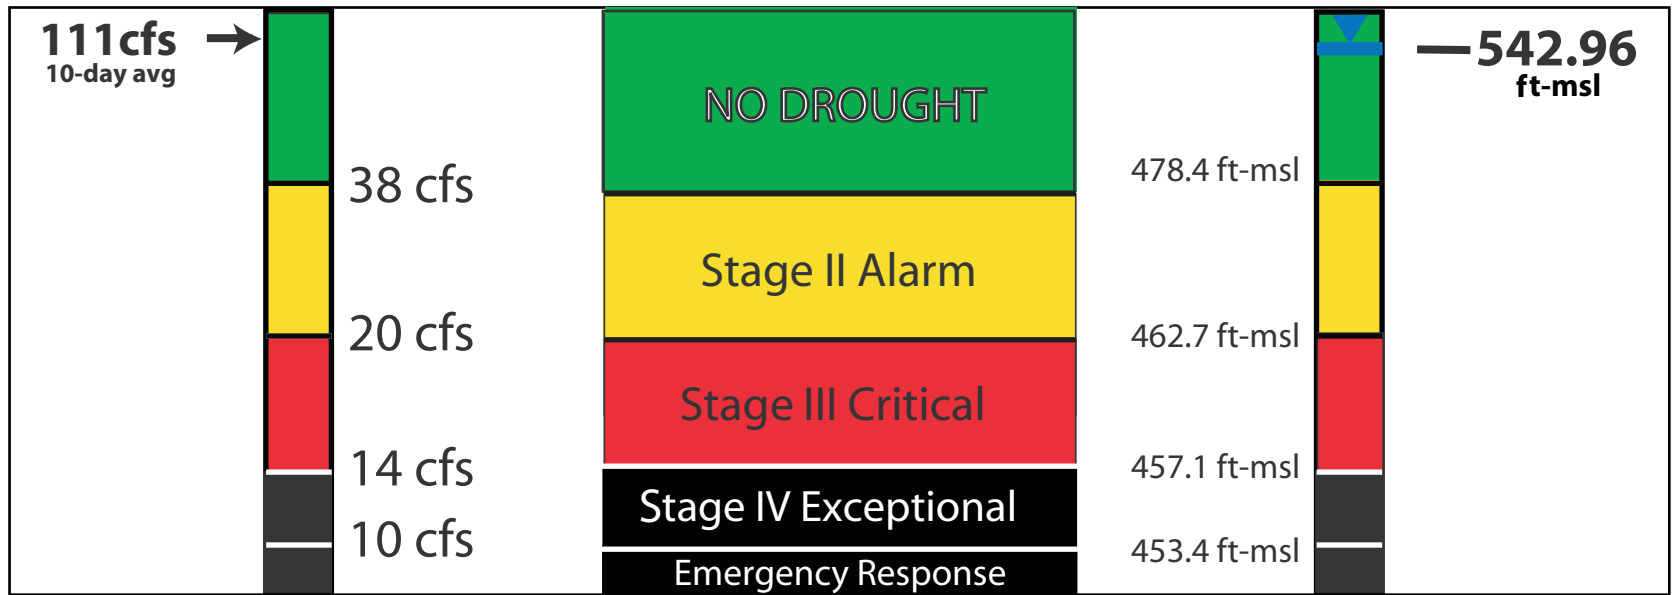 111cfs
10-day avg
38 cfs
20 cfs
14 cfs
10 cfs
NO DROUGHT
Stage II Alarm
Stage III Critical
Stage IV Exceptional
Emergency Response
478.4 ft-msl
462.7 ft-msl
457.1 ft-msl
453.4 ft-msl
542.96
ft-msl